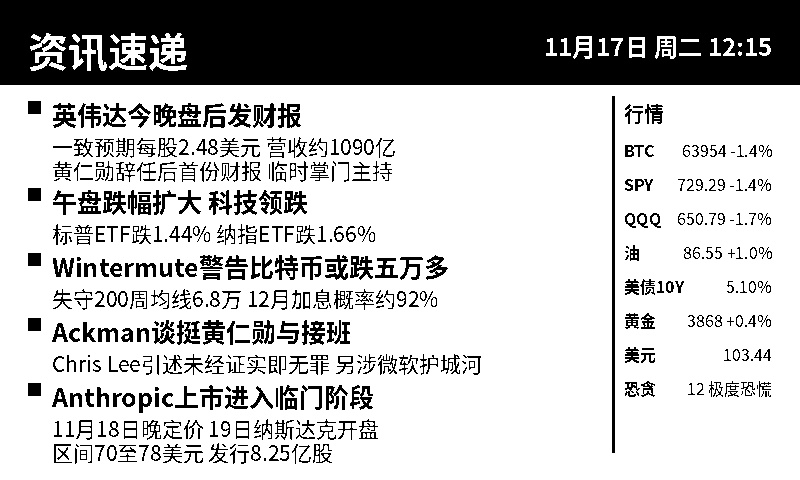 资讯速递
11月17日 周二 12:15
英伟达今晚盘后发财报
一致预期每股2.48美元 营收约1090亿
黄仁勋辞任后首份财报 临时掌门主持
午盘跌幅扩大 科技领跌
标普ETF跌1.44% 纳指ETF跌1.66%
Wintermute警告比特币或跌五万多
失守200周均线6.8万 12月加息概率约92%
Ackman谈挺黄仁勋与接班
Chris Lee引述未经证实即无罪 另涉微软护城河
Anthropic上市进入临门阶段
11月18日晚定价 19日纳斯达克开盘
区间70至78美元 发行8.25亿股
行情
BTC 63954 -1.4%
SPY 729.29 -1.4%
QQQ 650.79 -1.7%
油 86.55 +1.0%
美债10Y 5.10%
黄金 3868 +0.4%
美元 103.44
恐贪 12 极度恐慌